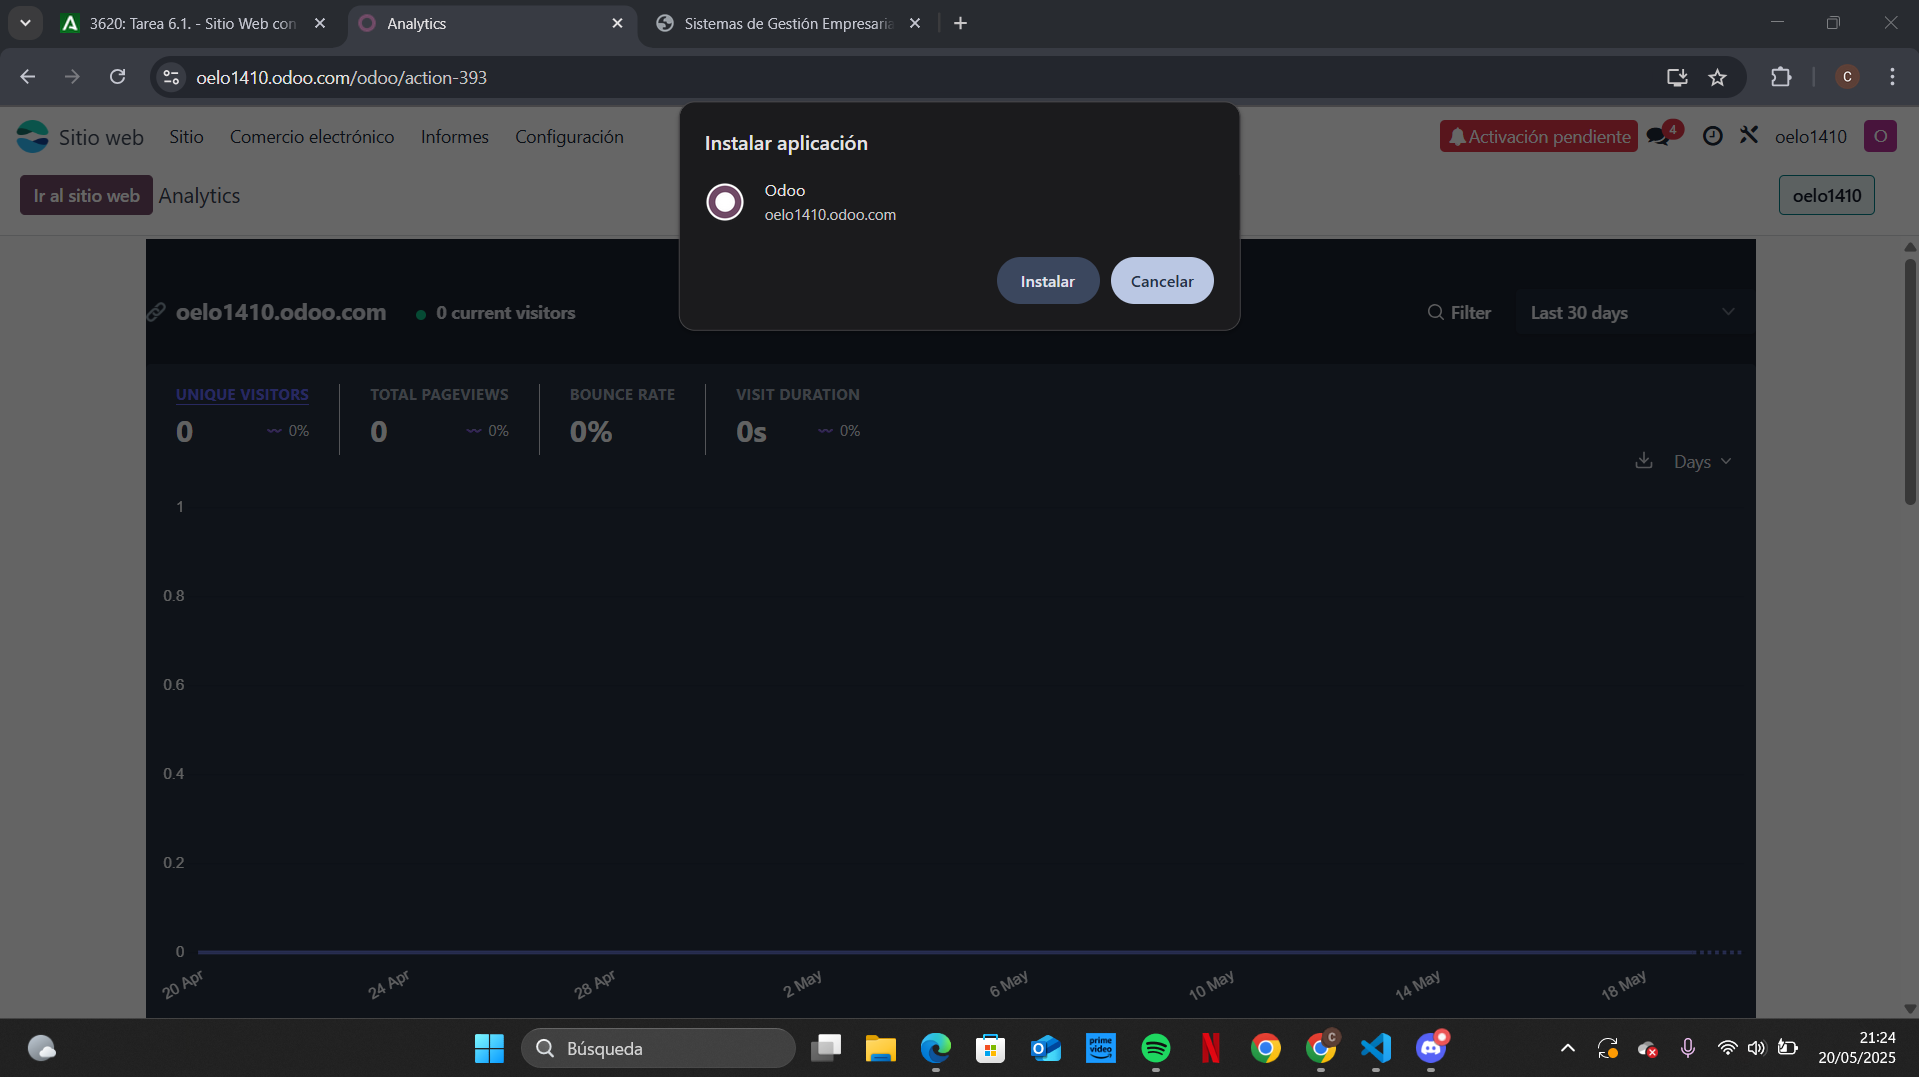 3620: Tarea 6.1. - Sitio Web con
Analytics
Sistemas de Gestión Empresaria
oelo1410.odoo.com/odoo/action-393
C
Sitio web
Sitio
Comercio electrónico
Informes
Configuración
Activación pendiente
4
oelo1410
O
Ir al sitio web
Analytics
oelo1410
Instalar aplicación
Odoo
oelo1410.odoo.com
Instalar
Cancelar
oelo1410.odoo.com
0 current visitors
Filter
Last 30 days
UNIQUE VISITORS
0
0%
TOTAL PAGEVIEWS
0
0%
BOUNCE RATE
0%
VISIT DURATION
0s
0%
Days
1
0.8
0.6
0.4
0.2
0
20 Apr
24 Apr
28 Apr
2 May
6 May
10 May
14 May
18 May
Búsqueda
prime
video
C
21:24
20/05/2025